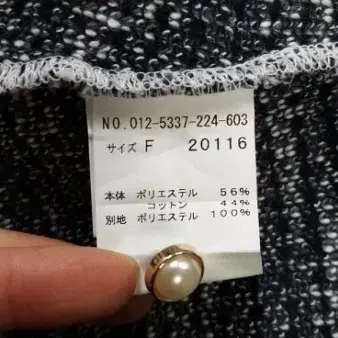 NO.012-5337-224-603
サイズ F 20116
本体 ポリエステル 56%
コットン 44%
別地 ポリエステル 100%